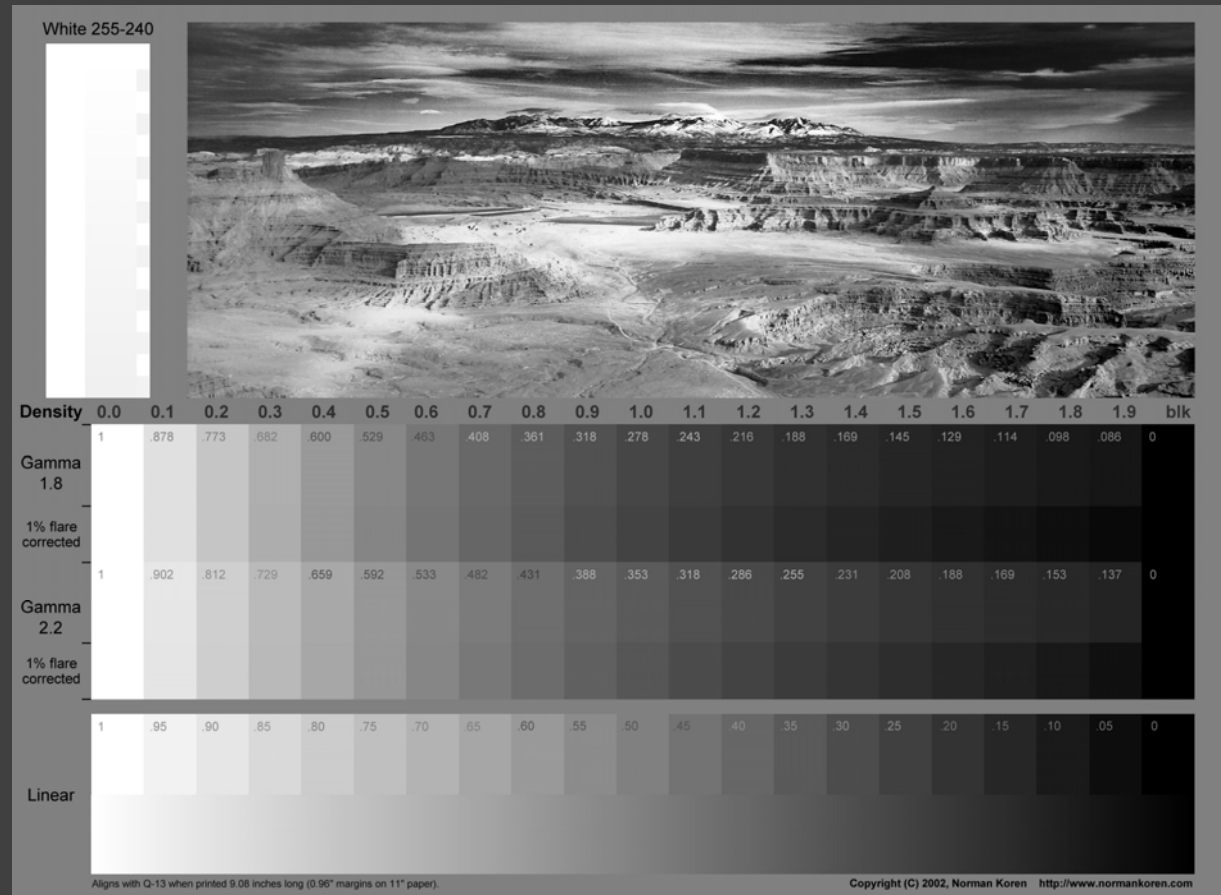 White 255-240
Density 0.0 0.1 0.2 0.3 0.4 0.5 0.6 0.7 0.8 0.9 1.0 1.1 1.2 1.3 1.4 1.5 1.6 1.7 1.8 1.9 blk
1 .878 .773 .682 .600 .529 .463 .408 .361 .318 .278 .243 .216 .188 .169 .145 .129 .114 .098 .086 0
Gamma
1.8
1% flare
corrected
1 .902 .812 .729 .659 .592 .533 .482 .431 .388 .353 .318 .286 .255 .231 .208 .188 .169 .153 .137 0
Gamma
2.2
1% flare
corrected
1 .95 .90 .85 .80 .75 .70 .65 .60 .55 .50 .45 .40 .35 .30 .25 .20 .15 .10 .05 0
Linear
Aligns with Q-13 when printed 9.08 inches long (0.96" margins on 11" paper).
Copyright (C) 2002, Norman Koren http://www.normankoren.com